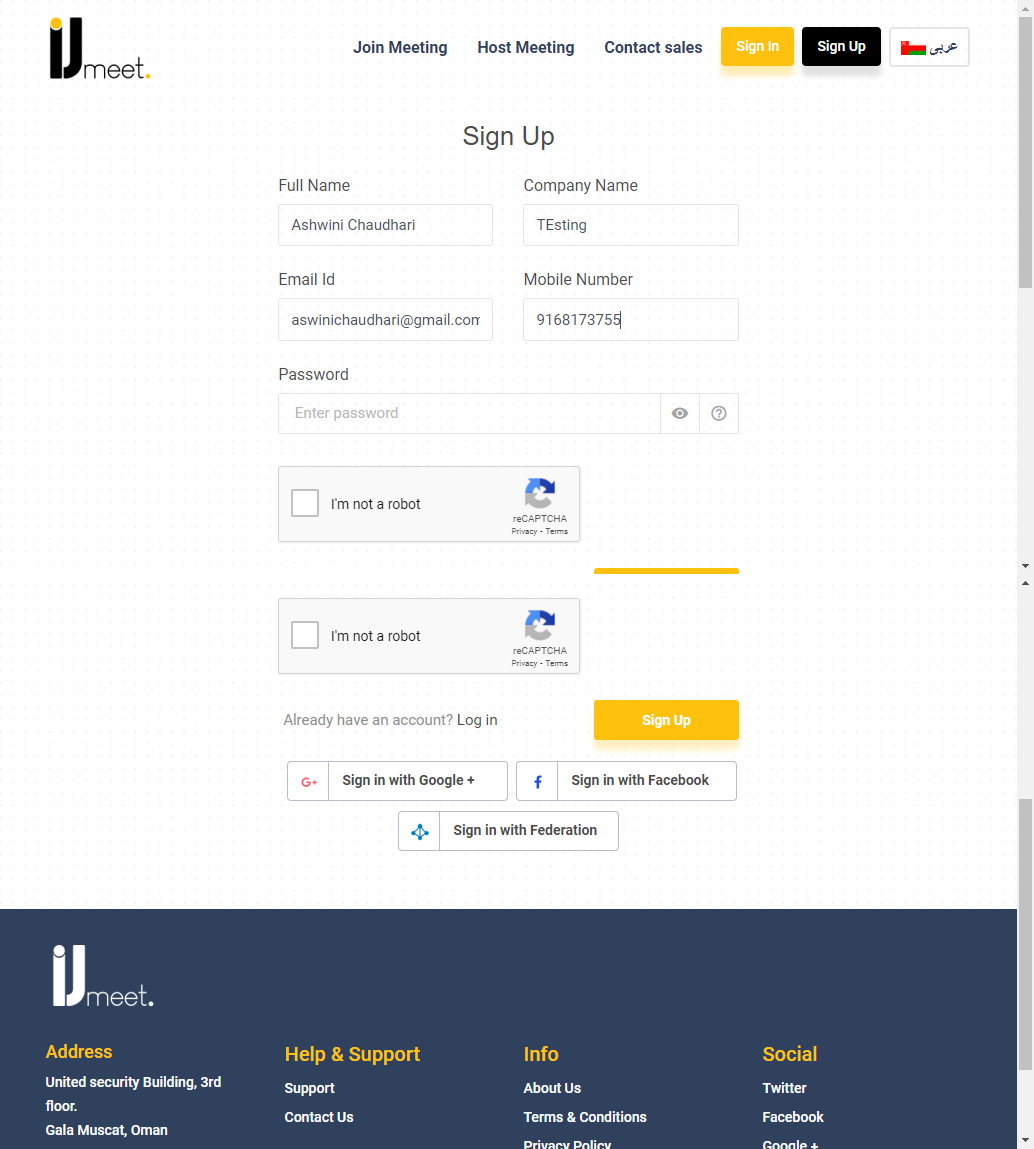 iJmeet.
Join Meeting
Host Meeting
Contact sales
Sign In
Sign Up
عربى
Sign Up
Full Name
Company Name
Ashwini Chaudhari
TEsting
Email Id
Mobile Number
aswinichaudhari@gmail.com
9168173755
Password
Enter password
I'm not a robot
reCAPTCHA
Privacy - Terms
I'm not a robot
reCAPTCHA
Privacy - Terms
Already have an account? Log in
Sign Up
G+
Sign in with Google +
f
Sign in with Facebook
Sign in with Federation
iJmeet.
Address
Help & Support
Info
Social
United security Building, 3rd
floor.
Gala Muscat, Oman
Support
Contact Us
About Us
Terms & Conditions
Privacy Policy
Twitter
Facebook
Google +